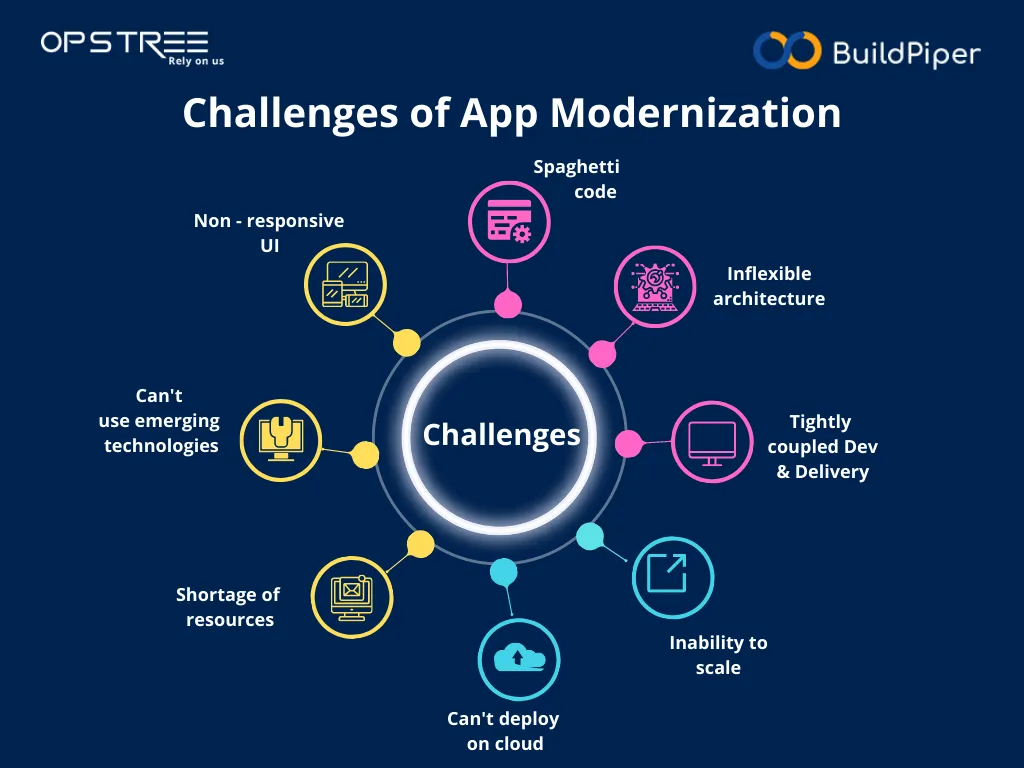 OPSTREE
Rely on us
BuildPiper
Challenges of App Modernization
Spaghetti
code
Non - responsive
UI
Inflexible
architecture
Can't
use emerging
technologies
Challenges
Tightly
coupled Dev
& Delivery
Shortage of
resources
Inability to
scale
Can't deploy
on cloud